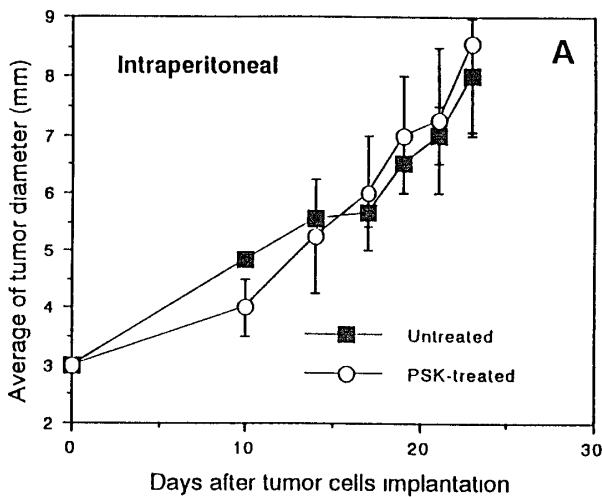 9
A
Intraperitoneal
8
7
6
5
4
3
2
Untreated
PSK-treated
0
10
20
30
Average of tumor diameter (mm)
Days after tumor cells implantation